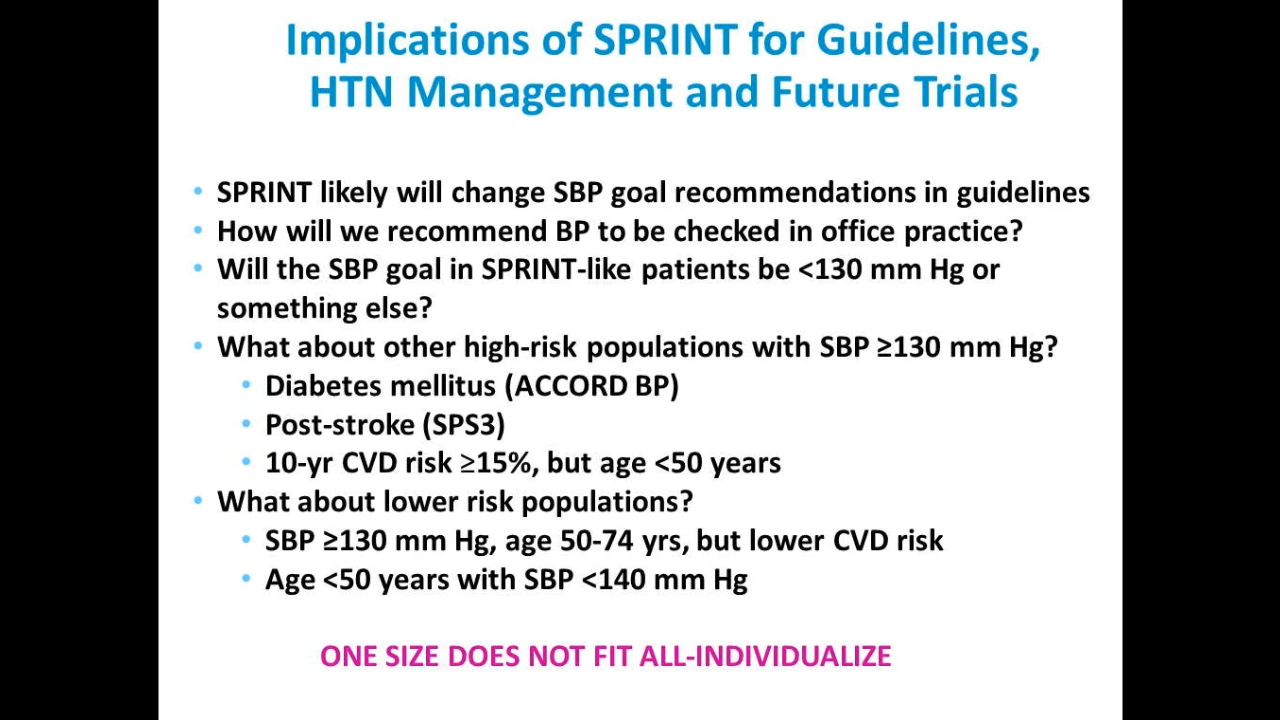 Implications of SPRINT for Guidelines,
HTN Management and Future Trials
• SPRINT likely will change SBP goal recommendations in guidelines
• How will we recommend BP to be checked in office practice?
• Will the SBP goal in SPRINT-like patients be <130 mm Hg or
something else?
• What about other high-risk populations with SBP ≥130 mm Hg?
• Diabetes mellitus (ACCORD BP)
• Post-stroke (SPS3)
• 10-yr CVD risk ≥15%, but age <50 years
• What about lower risk populations?
• SBP ≥130 mm Hg, age 50-74 yrs, but lower CVD risk
• Age <50 years with SBP <140 mm Hg
ONE SIZE DOES NOT FIT ALL-INDIVIDUALIZE